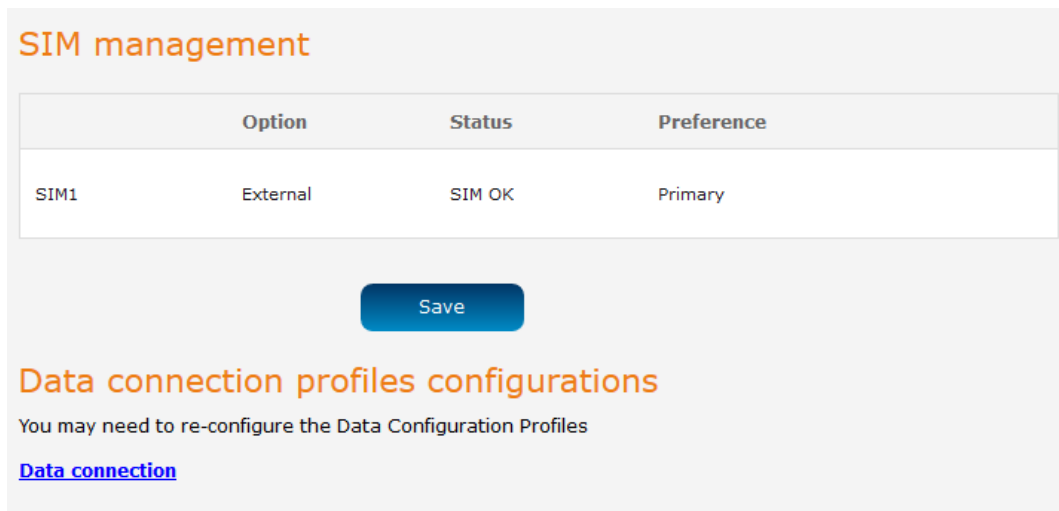 SIM management
Option Status Preference
SIM1 External SIM OK Primary
Save
Data connection profiles configurations
You may need to re-configure the Data Configuration Profiles
Data connection